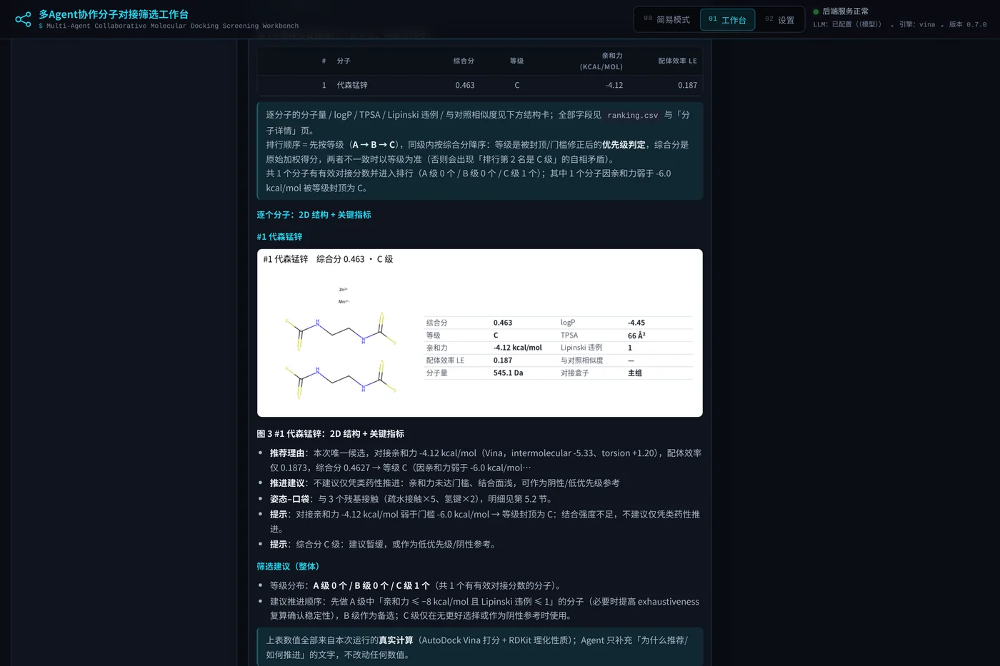 多Agent协作分子对接筛选工作台
$ Multi-Agent Collaborative Molecular Docking Screening Workbench
00 简易模式
01 工作台
02 设置
后端服务正常
LLM：已配置（(模型)） 。 引擎：vina 。 版本 0.7.0
# 分子 综合分 等级 亲和力 (KCAL/MOL) 配体效率 LE
1 代森锰锌 0.463 C -4.12 0.187
逐分子的分子量 / logP / TPSA / Lipinski 违例 / 与对照相似度见下方结构卡；全部字段见 ranking.csv 与「分
子详情」页。
排行顺序 = 先按等级（A → B → C），同级内按综合分降序：等级是被封顶/门槛修正后的优先级判定，综合分是
原始加权得分，两者不一致时以等级为准（否则会出现「排行第 2 名是 C 级」的自相矛盾）。
共 1 个分子有有效对接分数并进入排行（A 级 0 个 / B 级 0 个 / C 级 1 个）；其中 1 个分子因亲和力弱于 -6.0
kcal/mol 被等级封顶为 C。
逐个分子：2D 结构 + 关键指标
#1 代森锰锌
#1 代森锰锌 综合分 0.463 · C 级
Zn²⁺
Mn²⁺
S H N S
S N H S
S H N S
S N H S
综合分 0.463 logP -4.45
等级 C TPSA 66 Å²
亲和力 -4.12 kcal/mol Lipinski 违例 1
配体效率 LE 0.187 与对照相似度 —
分子量 545.1 Da 对接盒子 主组
图 3 #1 代森锰锌：2D 结构 + 关键指标
• 推荐理由：本次唯一候选，对接亲和力 -4.12 kcal/mol（Vina，intermolecular -5.33、torsion +1.20），配体效率
仅 0.1873，综合分 0.4627 → 等级 C（因亲和力弱于 -6.0 kcal/mol…
• 推进建议：不建议仅凭类药性推进：亲和力未达门槛、结合面浅，可作为阴性/低优先级参考
• 姿态–口袋：与 3 个残基接触（疏水接触×5、氢键×2），明细见第 5.2 节。
• 提示：对接亲和力 -4.12 kcal/mol 弱于门槛 -6.0 kcal/mol → 等级封顶为 C：结合强度不足，不建议仅凭类药性推
进。
• 提示：综合分 C 级：建议暂缓，或作为低优先级/阴性参考。
筛选建议（整体）
• 等级分布：A 级 0 个 / B 级 0 个 / C 级 1 个（共 1 个有有效对接分数的分子）。
• 建议推进顺序：先做 A 级中「亲和力 ≤ −8 kcal/mol 且 Lipinski 违例 ≤ 1」的分子（必要时提高 exhaustiveness
复算确认稳定性），B 级作为备选；C 级仅在无更好选择或作为阴性参考时使用。
上表数值全部来自本次运行的真实计算（AutoDock Vina 打分 + RDKit 理化性质）；Agent 只补充「为什么推荐/
如何推进」的文字，不改动任何数值。